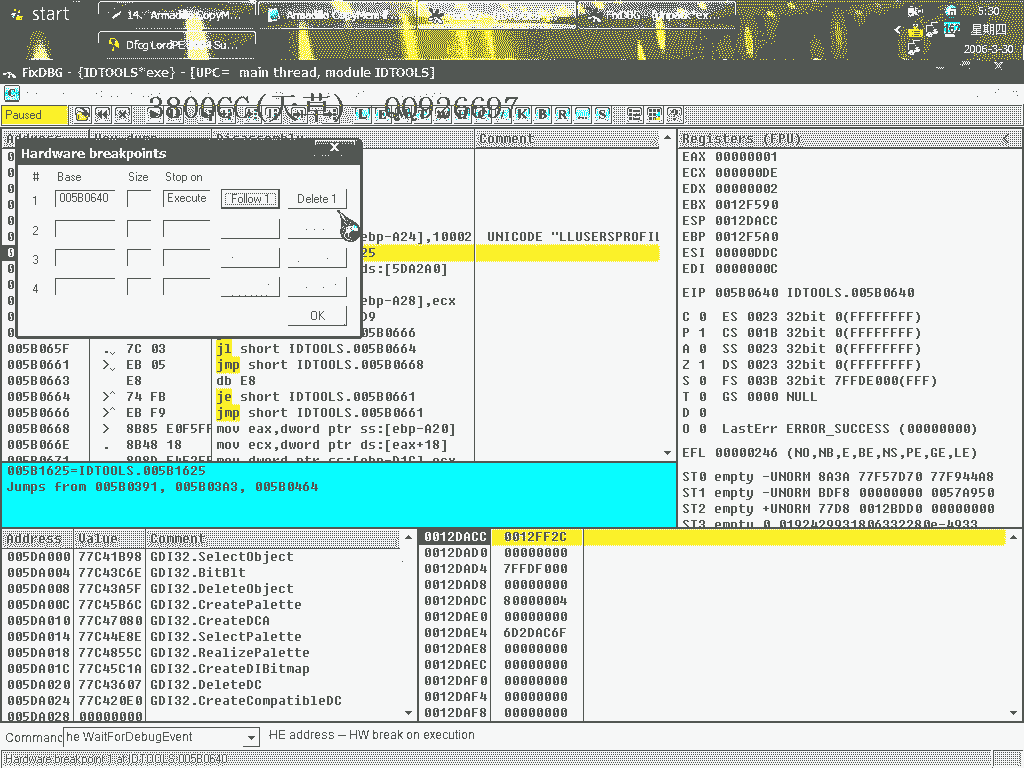 start
14. Armadillo CopyM...
Armadillo CopyMem-II
FixDBG
Dfcg LordPE
5:30
星期四
2006-3-30
FixDBG - {IDTOOLS*exe} - [UPC= main thread, module IDTOOLS]
C
Paused
L E K B R ... S ?
3800CC(天草) 00926697
Address Hex dump Disassembly Comment
Hardware breakpoints
# Base Size Stop on
1 005B0640 Execute Follow 1 Delete 1
2
3
4
OK
[ebp-A24],10002 UNICODE "LLUSERSPROFIL
25
ds:[5DA2A0]
[ebp-A28],ecx
D9
5B0666
005B065F . 7C 03 jl short IDTOOLS.005B0664
005B0661 > EB 05 jmp short IDTOOLS.005B0668
005B0663 E8 db E8
005B0664 >^ 74 FB je short IDTOOLS.005B0661
005B0666 >^ EB F9 jmp short IDTOOLS.005B0661
005B0668 > 8B85 E0F5FF mov eax,dword ptr ss:[ebp-A20]
005B066E . 8B48 18 mov ecx,dword ptr ds:[eax+18]
005B1625=IDTOOLS.005B1625
Jumps from 005B0391, 005B03A3, 005B0464
Registers (FPU) <
EAX 00000001
ECX 000000DE
EDX 00000002
EBX 0012F590
ESP 0012DACC
EBP 0012F5A0
ESI 00000DDC
EDI 0000000C
EIP 005B0640 IDTOOLS.005B0640
C 0 ES 0023 32bit 0(FFFFFFFF)
P 1 CS 001B 32bit 0(FFFFFFFF)
A 0 SS 0023 32bit 0(FFFFFFFF)
Z 1 DS 0023 32bit 0(FFFFFFFF)
S 0 FS 003B 32bit 7FFDE000(FFF)
T 0 GS 0000 NULL
D 0
O 0 LastErr ERROR_SUCCESS (00000000)
EFL 00000246 (NO,NB,E,BE,NS,PE,GE,LE)
ST0 empty -UNORM 8A3A 77F57D70 77F944A8
ST1 empty -UNORM BDF8 00000000 0057A950
ST2 empty +UNORM 77D8 0012BDD0 00000000
ST3 empty 0.0192429931806332280e-4933
Address Value Comment
005DA000 77C41B98 GDI32.SelectObject
005DA004 77C43C6E GDI32.BitBlt
005DA008 77C43A5F GDI32.DeleteObject
005DA00C 77C45B6C GDI32.CreatePalette
005DA010 77C47080 GDI32.CreateDCA
005DA014 77C44E8E GDI32.SelectPalette
005DA018 77C4855C GDI32.RealizePalette
005DA01C 77C45C1A GDI32.CreateDIBitmap
005DA020 77C43607 GDI32.DeleteDC
005DA024 77C420E0 GDI32.CreateCompatibleDC
005DA028 00000000
0012DACC 0012FF2C
0012DAD0 00000000
0012DAD4 7FFDF000
0012DAD8 00000000
0012DADC 80000004
0012DAE0 00000000
0012DAE4 6D2DAC6F
0012DAE8 00000000
0012DAEC 00000000
0012DAF0 00000000
0012DAF4 00000000
0012DAF8 00000000
Command he WaitForDebugEvent HE address -- HW break on execution
Hardware breakpoint 1 at IDTOOLS.005B0640